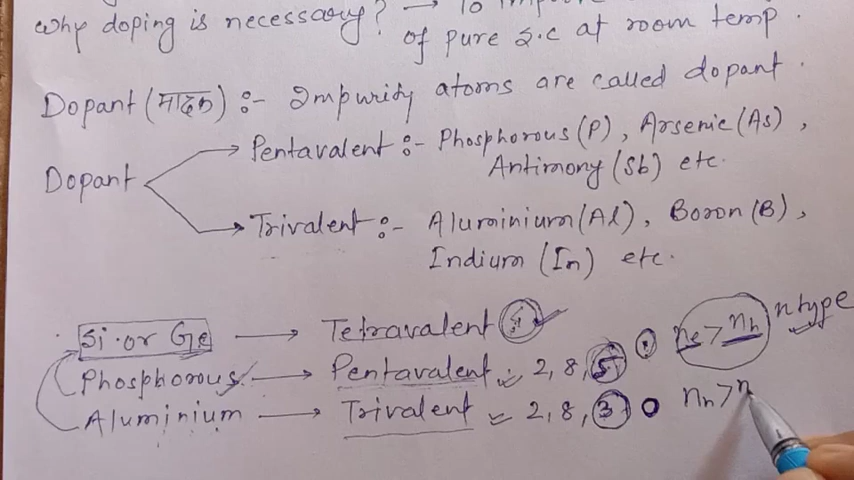 why doping is necessary? → To
of pure S.C at room temp.
Dopant (मादक) :- Impurity atoms are called dopant.
Dopant
Pentavalent :- Phosphorous (P), Arsenic (As),
Antimony (Sb) etc.
Trivalent :- Aluminium (Al), Boron (B),
Indium (In) etc.
Si or Ge → Tetravalent 4 ne > nh n type
Phosphorous → Pentavalent 2, 8, 5
Aluminium → Trivalent 2, 8, 3 nh > n